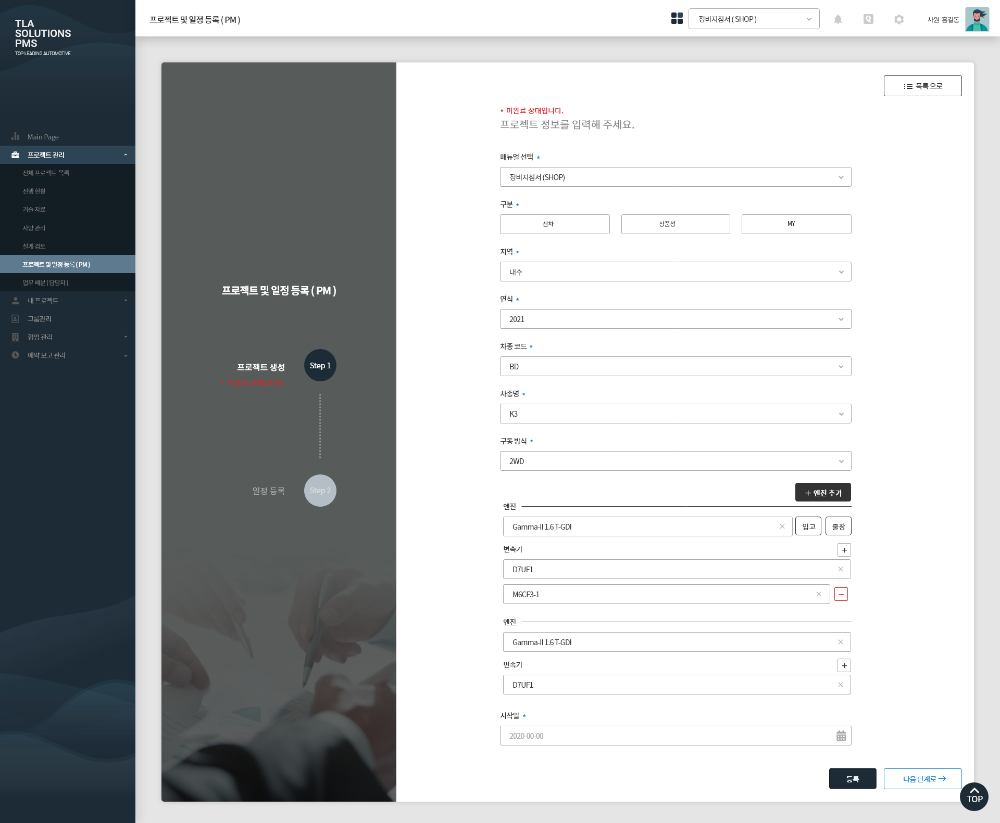 TLA
SOLUTIONS
PMS
TOP LEADING AUTOMOTIVE
Main Page
프로젝트 관리
전체 프로젝트 목록
진행 현황
기술 자료
사양 관리
설계 검토
프로젝트 및 일정 등록 ( PM )
업무 배분 ( 담당자 )
내 프로젝트
그룹관리
협업 관리
예약 보고 관리
프로젝트 및 일정 등록 ( PM )
정비지침서 ( SHOP )
Q
사원 홍길동
프로젝트 및 일정 등록 ( PM )
프로젝트 생성
* 미완료 상태입니다.
Step 1
일정 등록
Step 2
목록 으로
* 미완료 상태입니다.
프로젝트 정보를 입력해 주세요.
매뉴얼 선택 *
정비지침서 (SHOP)
구분 *
신차 상품성 MY
지역 *
내수
연식 *
2021
차종 코드 *
BD
차종명 *
K3
구동 방식 *
2WD
+ 엔진 추가
엔진
Gamma-II 1.6 T-GDI × 입고 출장
변속기 +
D7UF1 ×
M6CF3-1 × −
엔진
Gamma-II 1.6 T-GDI ×
변속기 +
D7UF1 ×
시작일 *
2020-00-00
등록 다음 단계로 →
TOP